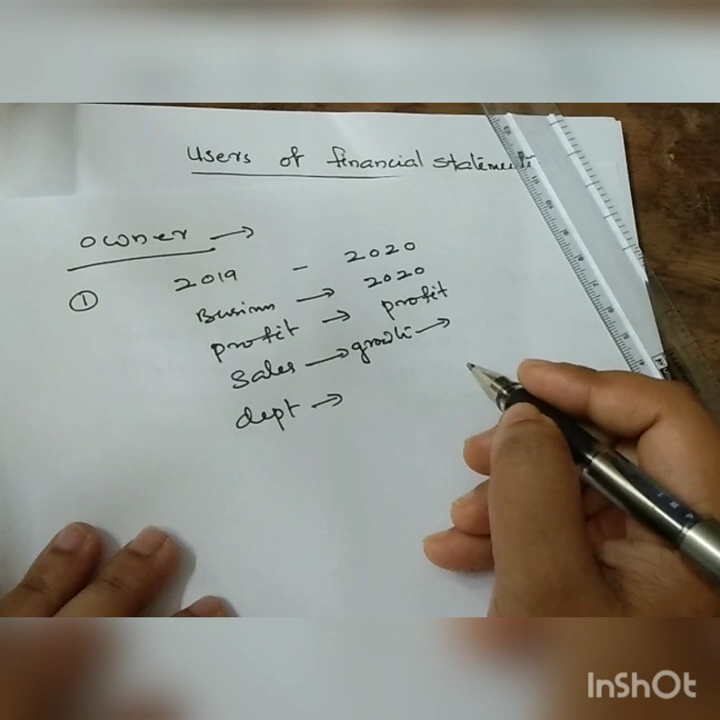 Users of financial statements
owner →
① 2019 - 2020
Business → 2020
profit → profit
Sales → growth →
dept →
InShOt